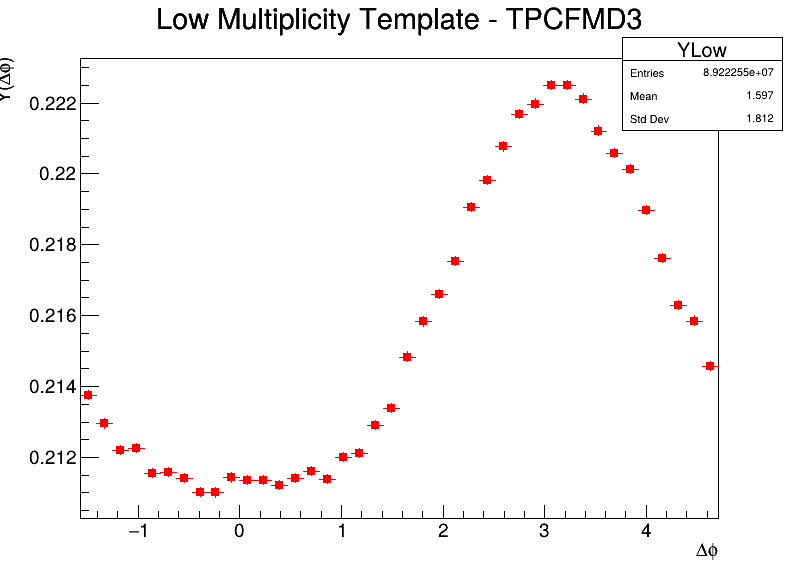 Low Multiplicity Template - TPCFMD3
YLow
Entries 8.922255e+07
Mean 1.597
Std Dev 1.812
Y(Δϕ)
0.222
0.22
0.218
0.216
0.214
0.212
−1 0 1 2 3 4
Δϕ